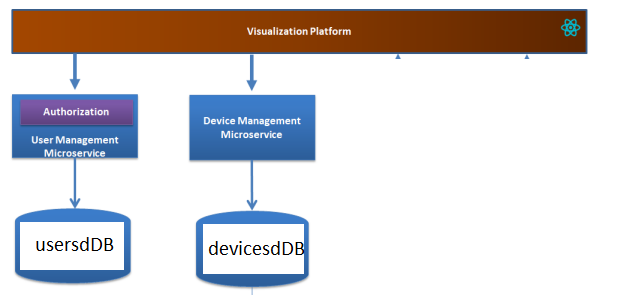 Visualization Platform
Authorization
User Management
Microservice
Device Management
Microservice
usersdDB
devicesdDB